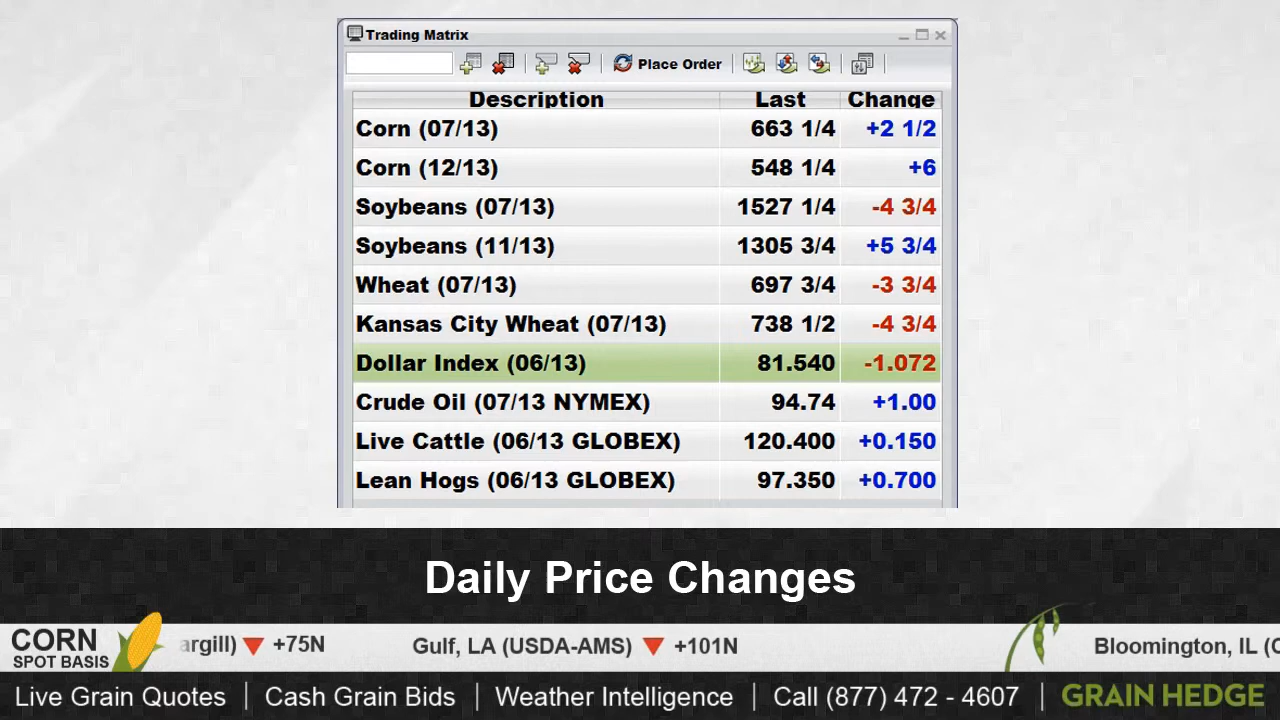 Trading Matrix
Place Order
Description Last Change
Corn (07/13) 663 1/4 +2 1/2
Corn (12/13) 548 1/4 +6
Soybeans (07/13) 1527 1/4 -4 3/4
Soybeans (11/13) 1305 3/4 +5 3/4
Wheat (07/13) 697 3/4 -3 3/4
Kansas City Wheat (07/13) 738 1/2 -4 3/4
Dollar Index (06/13) 81.540 -1.072
Crude Oil (07/13 NYMEX) 94.74 +1.00
Live Cattle (06/13 GLOBEX) 120.400 +0.150
Lean Hogs (06/13 GLOBEX) 97.350 +0.700
Daily Price Changes
CORN
SPOT BASIS
argill) +75N Gulf, LA (USDA-AMS) +101N Bloomington, IL (C
Live Grain Quotes | Cash Grain Bids | Weather Intelligence | Call (877) 472 - 4607 | GRAIN HEDGE